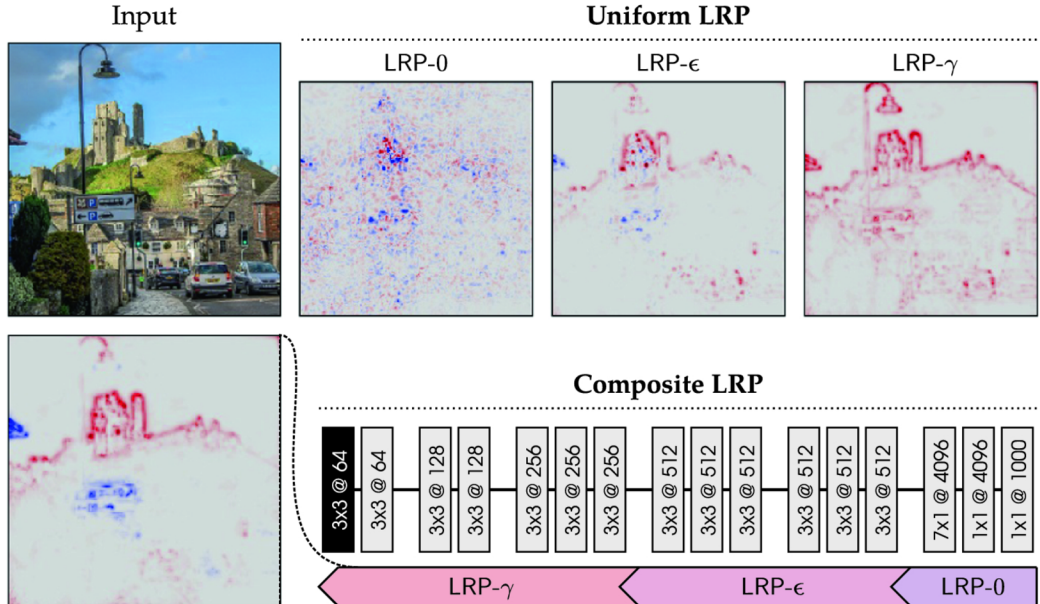 Input
Uniform LRP
LRP-0
LRP-ϵ
LRP-γ
P
P
Composite LRP
3x3 @ 64
3x3 @ 64
3x3 @ 128
3x3 @ 128
3x3 @ 256
3x3 @ 256
3x3 @ 256
3x3 @ 512
3x3 @ 512
3x3 @ 512
3x3 @ 512
3x3 @ 512
3x3 @ 512
7x1 @ 4096
1x1 @ 4096
1x1 @ 1000
LRP-γ
LRP-ϵ
LRP-0